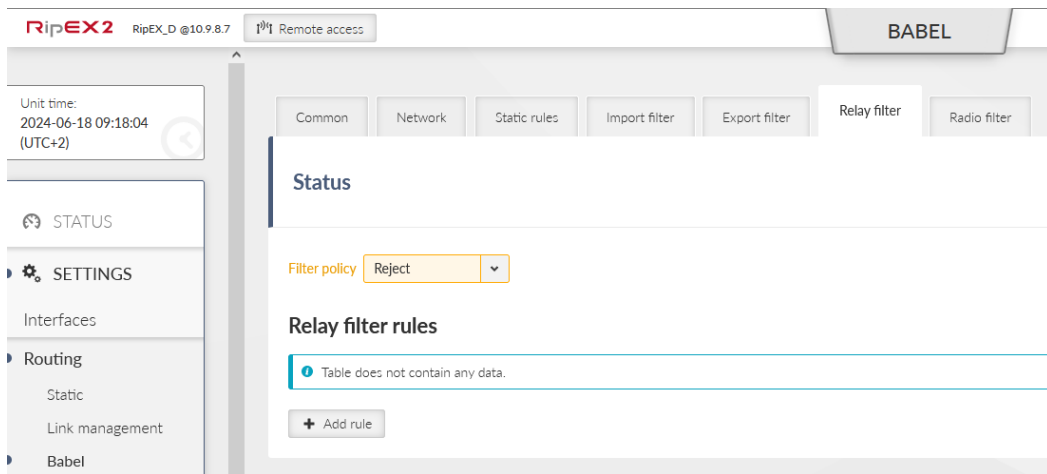 RipEX2 RipEX_D @10.9.8.7 Remote access BABEL
Unit time:
2024-06-18 09:18:04
(UTC+2)
STATUS
SETTINGS
Interfaces
Routing
Static
Link management
Babel
Common Network Static rules Import filter Export filter Relay filter Radio filter
Status
Filter policy Reject
Relay filter rules
Table does not contain any data.
+ Add rule